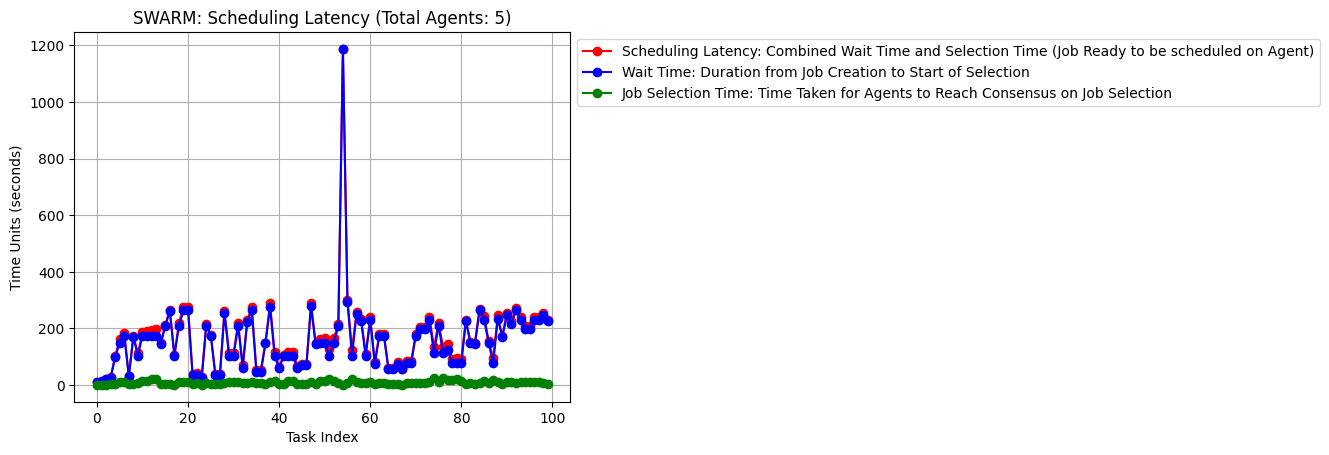 SWARM: Scheduling Latency (Total Agents: 5)
Scheduling Latency: Combined Wait Time and Selection Time (Job Ready to be scheduled on Agent)
Wait Time: Duration from Job Creation to Start of Selection
Job Selection Time: Time Taken for Agents to Reach Consensus on Job Selection
Time Units (seconds)
1200
1000
800
600
400
200
0
0 20 40 60 80 100
Task Index